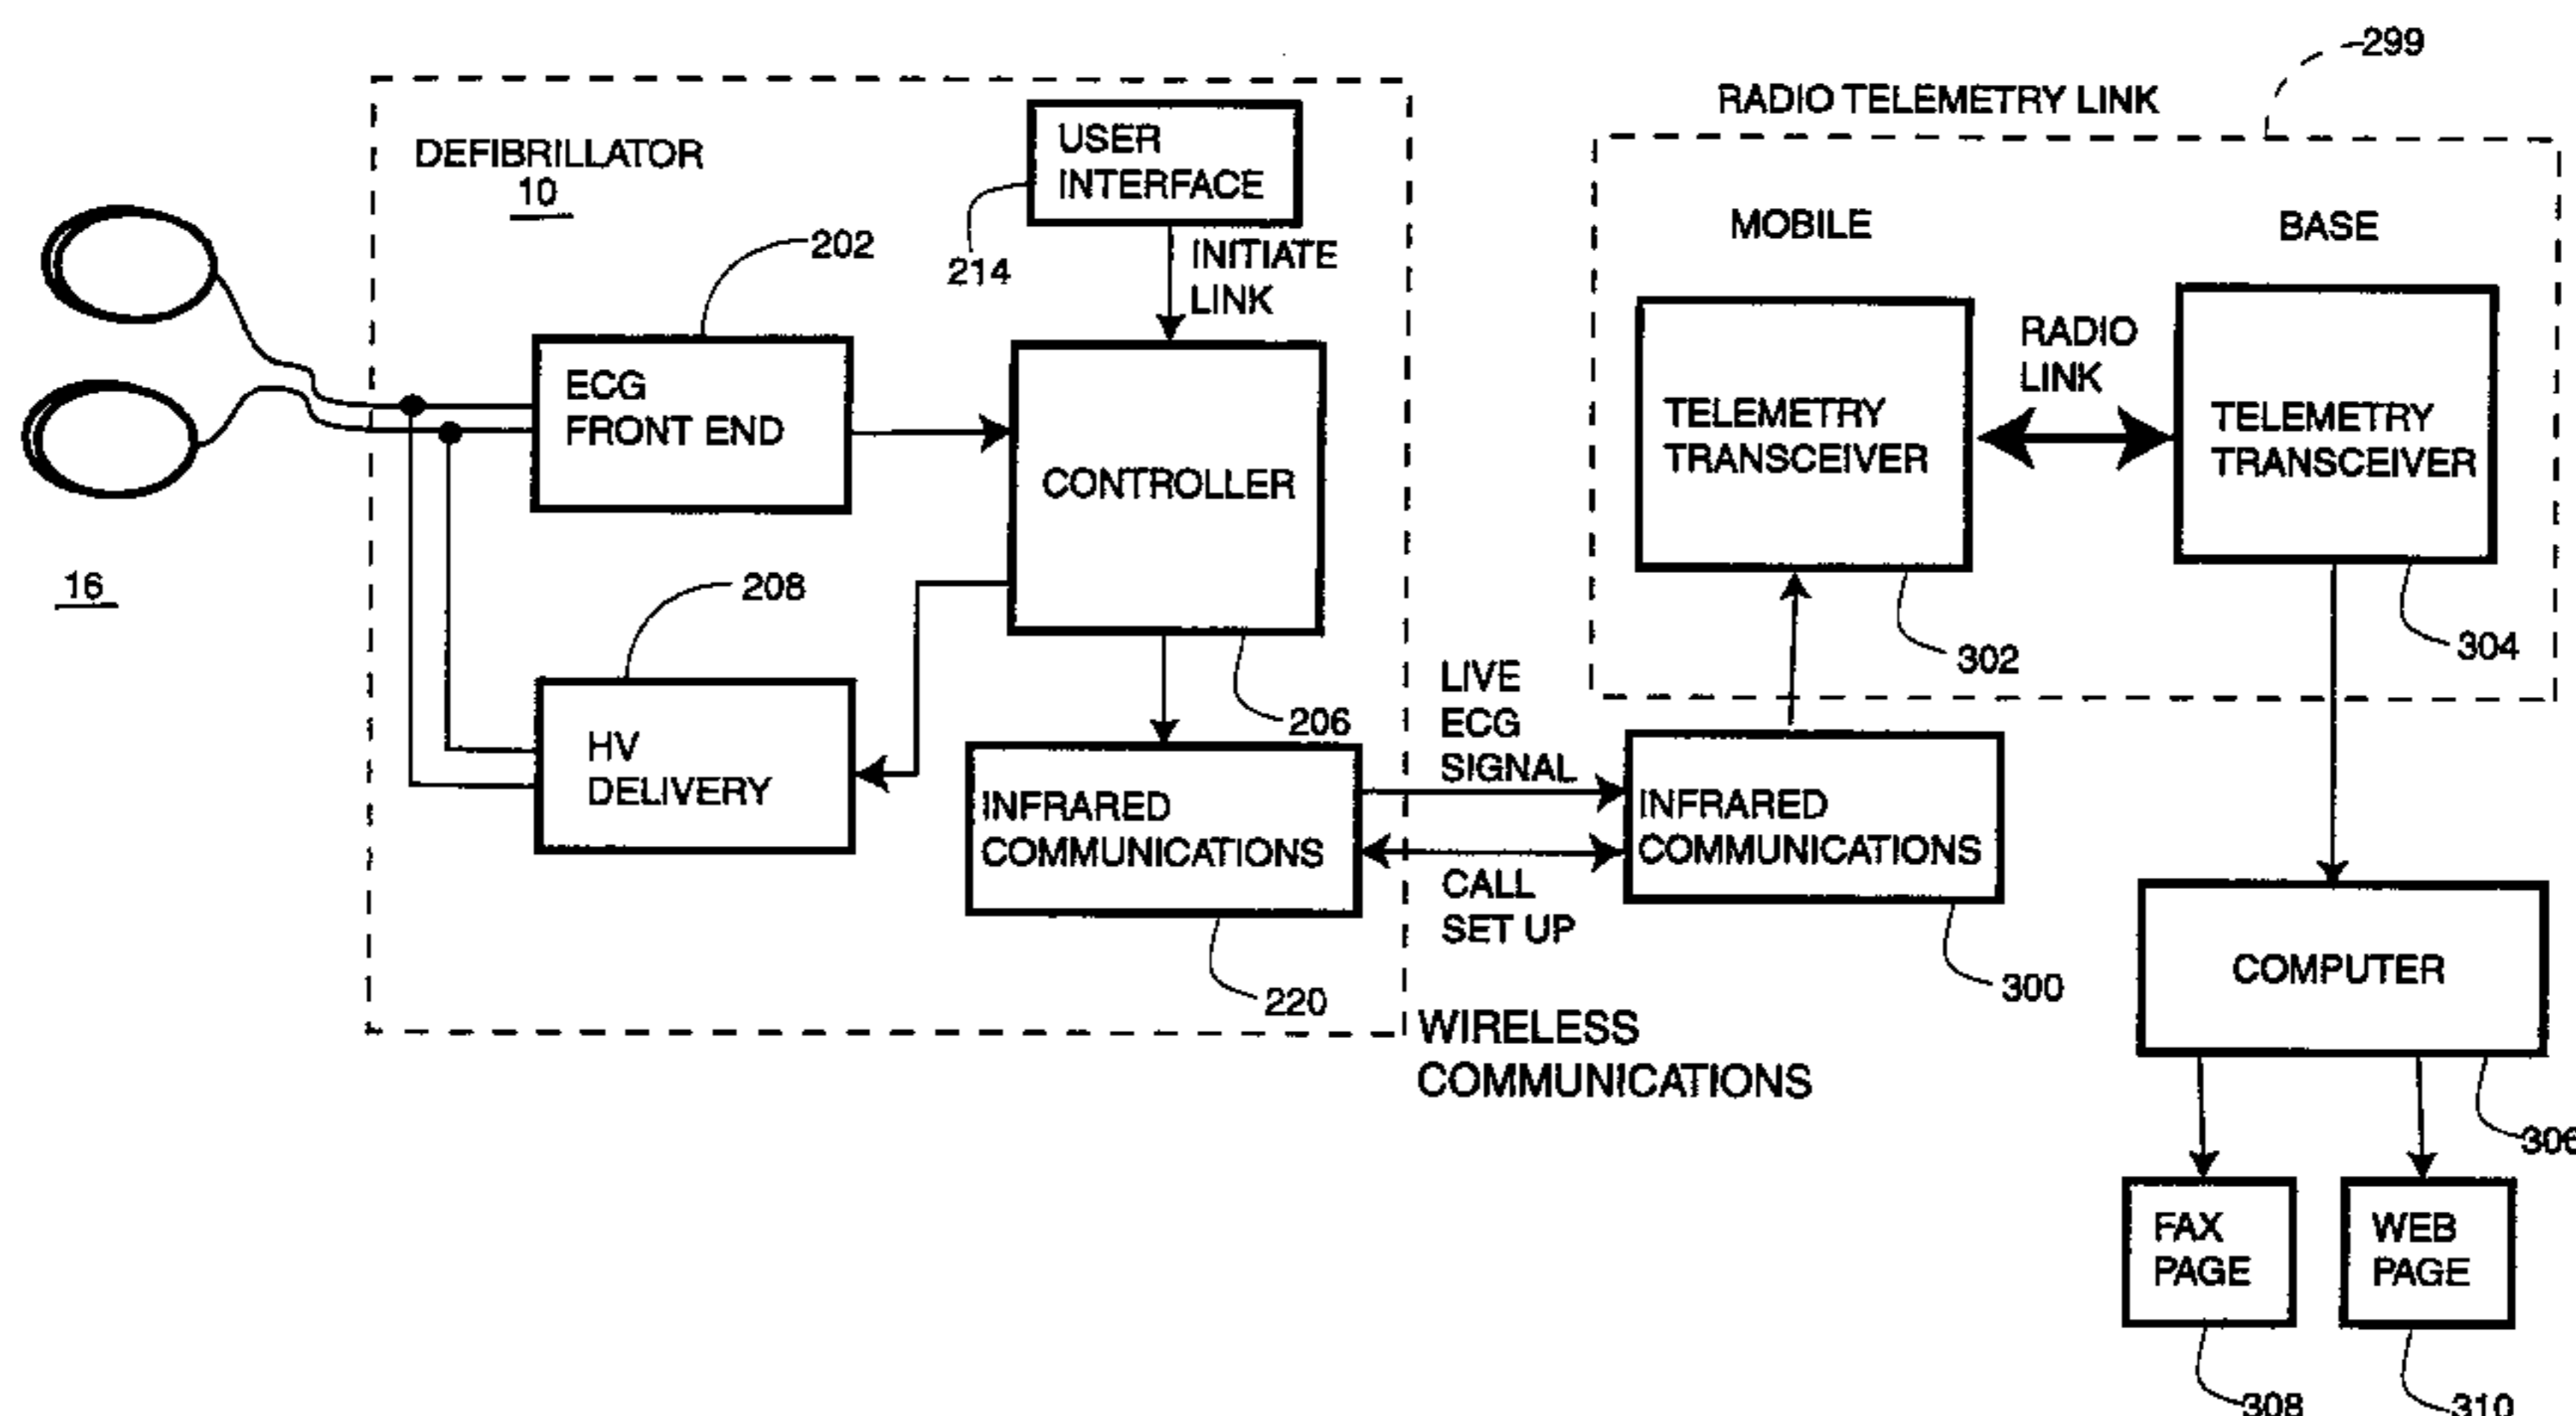 299
RADIO TELEMETRY LINK
DEFIBRILLATOR
10
USER
INTERFACE
214
INITIATE
LINK
202
ECG
FRONT END
CONTROLLER
16
208
HV
DELIVERY
206
INFRARED
COMMUNICATIONS
220
LIVE
ECG
SIGNAL
CALL
SET UP
WIRELESS
COMMUNICATIONS
MOBILE
BASE
TELEMETRY
TRANSCEIVER
RADIO
LINK
TELEMETRY
TRANSCEIVER
302
304
INFRARED
COMMUNICATIONS
300
COMPUTER
306
FAX
PAGE
WEB
PAGE
308
310